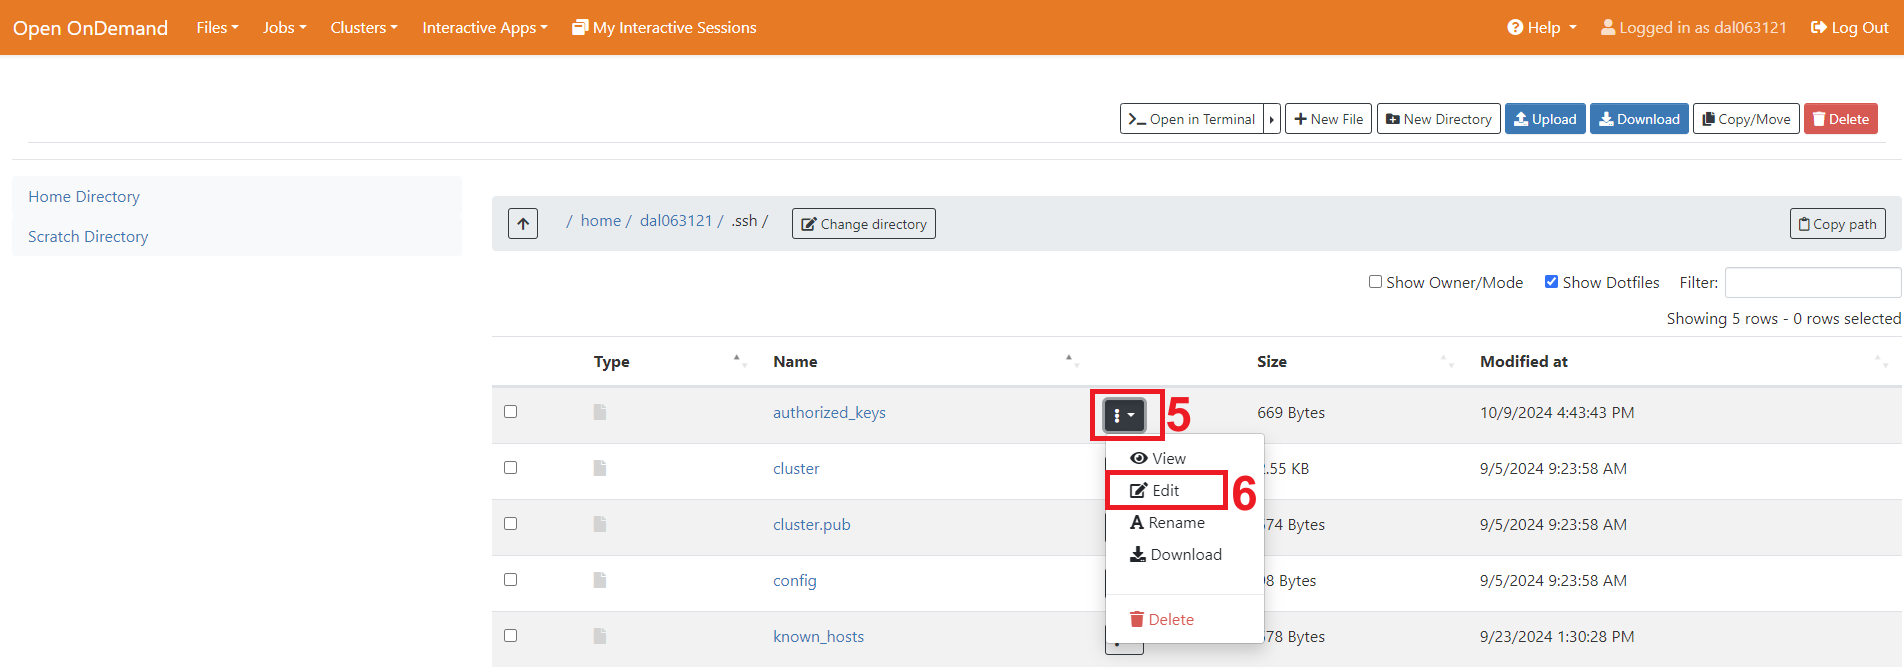 Open OnDemand Files Jobs Clusters Interactive Apps My Interactive Sessions Help Logged in as dal063121 Log Out
Open in Terminal New File New Directory Upload Download Copy/Move Delete
Home Directory
Scratch Directory
/ home / dal063121 / .ssh / Change directory Copy path
Show Owner/Mode Show Dotfiles Filter:
Showing 5 rows - 0 rows selected
Type Name Size Modified at
authorized_keys 5 669 Bytes 10/9/2024 4:43:43 PM
View
cluster .55 KB 9/5/2024 9:23:58 AM
Edit 6
Rename
cluster.pub 74 Bytes 9/5/2024 9:23:58 AM
Download
config 8 Bytes 9/5/2024 9:23:58 AM
Delete
known_hosts 78 Bytes 9/23/2024 1:30:28 PM